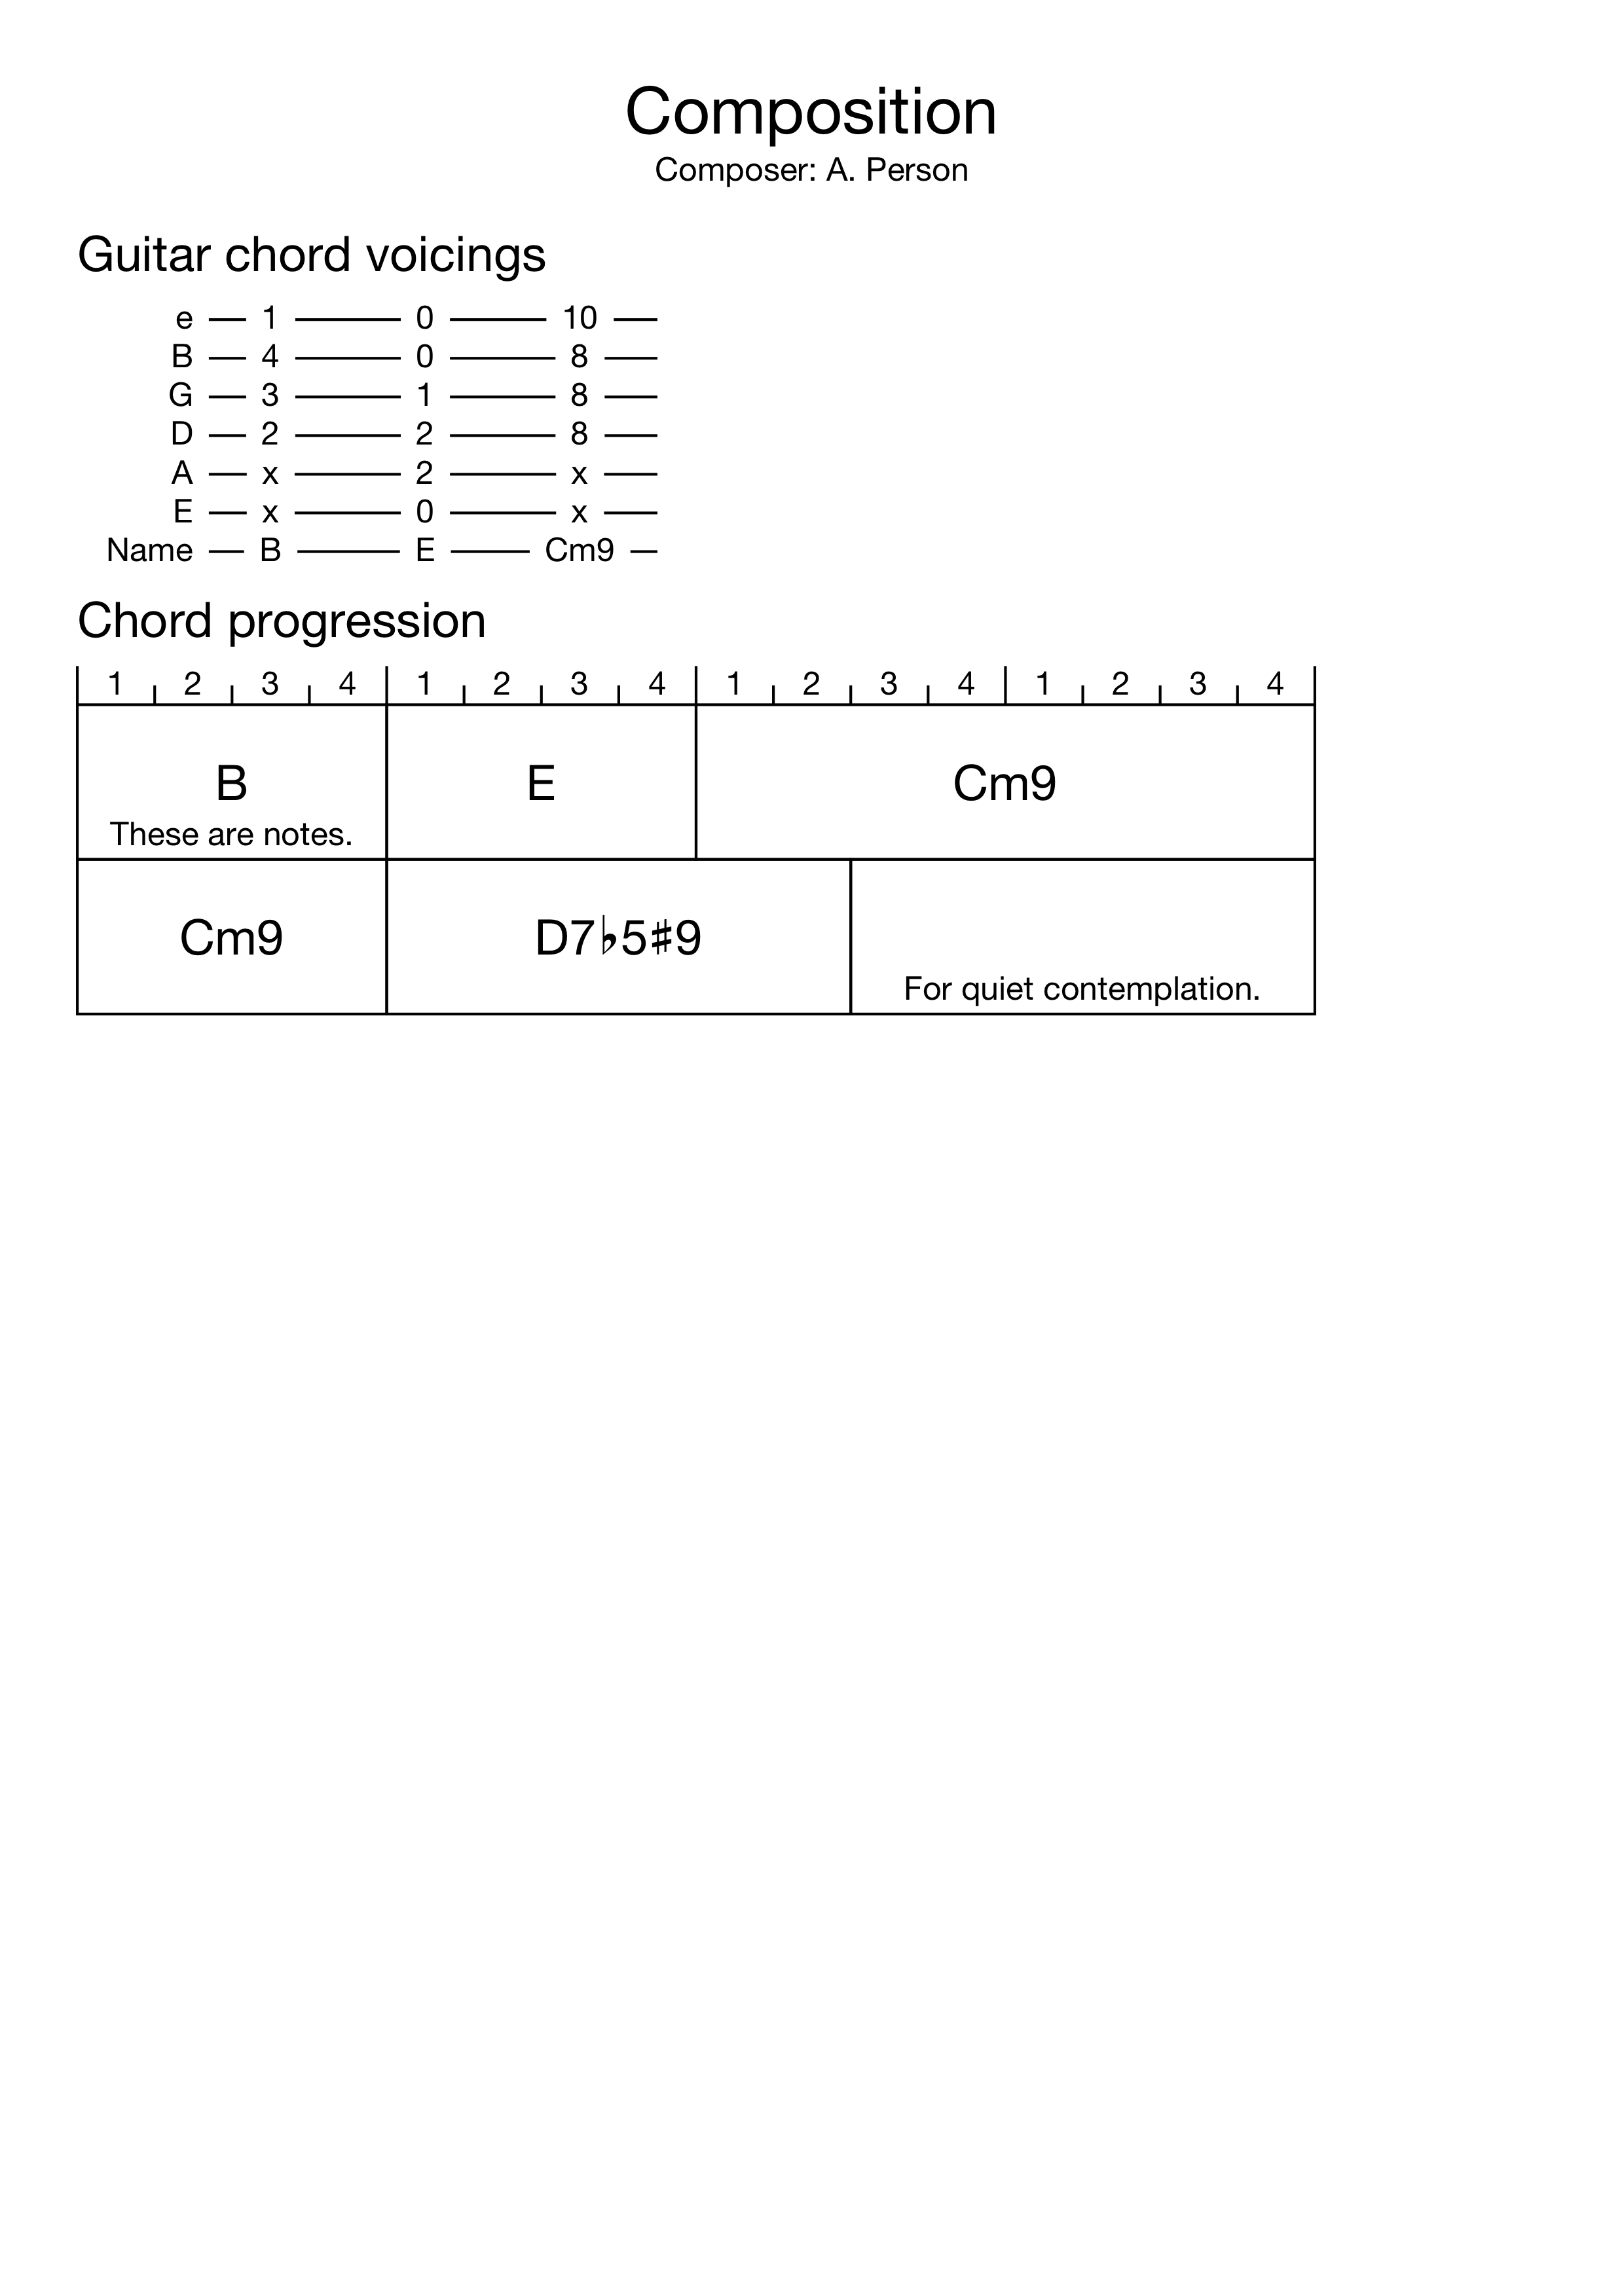 Composition
Composer: A. Person
Guitar chord voicings
e 1 0 10
B 4 0 8
G 3 1 8
D 2 2 8
A x 2 x
E x 0 x
Name B E Cm9
Chord progression
1 2 3 4 1 2 3 4 1 2 3 4 1 2 3 4
B E Cm9
These are notes.
Cm9 D7♭5♯9
For quiet contemplation.